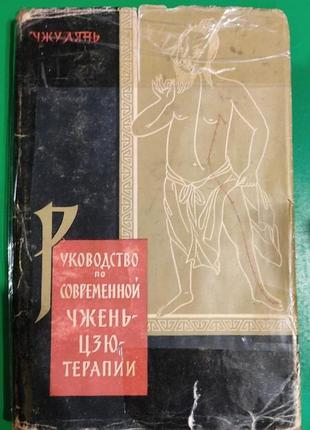 ЧЖУ ЛЯНЬ
РУКОВОДСТВО
ПО
СОВРЕМЕННОЙ
ЧЖЕНЬ-
ЦЗЮ-
ТЕРАПИИ